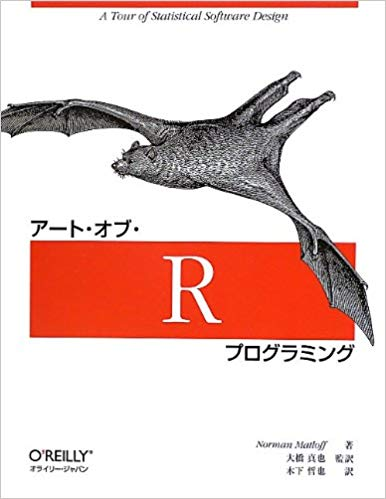 A Tour of Statistical Software Design
アート・オブ・
R
プログラミング
Norman Matloff 著
大橋 真也 監訳
木下 哲也 訳
O'REILLY®
オライリー・ジャパン